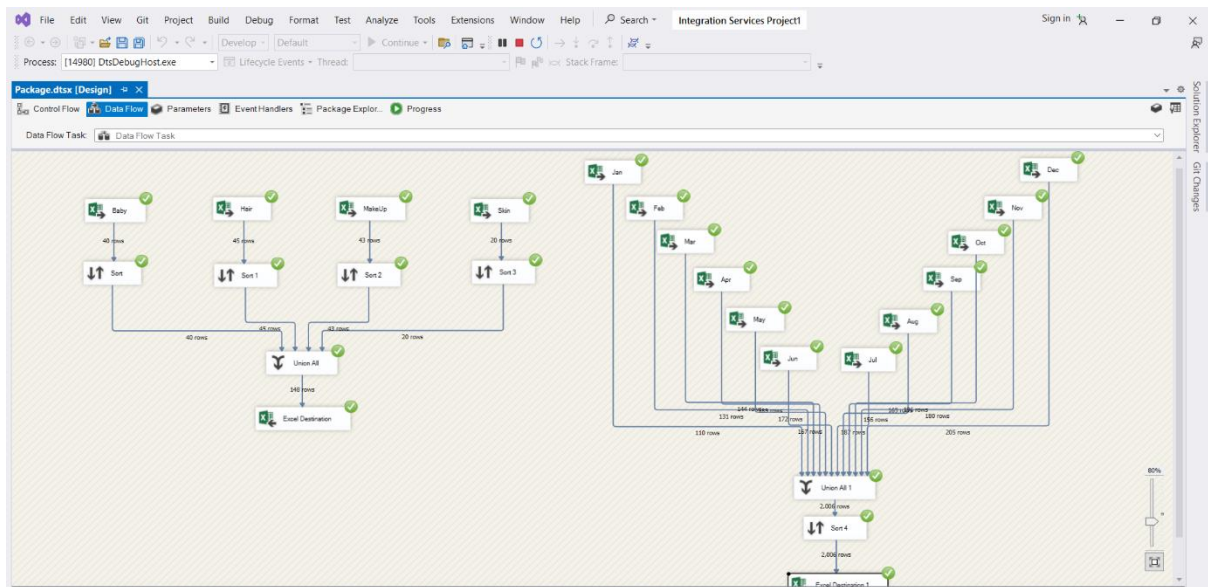 File Edit View Git Project Build Debug Format Test Analyze Tools Extensions Window Help Search Integration Services Project1 Sign in
Develop Default Continue
Process: [14980] DtsDebugHost.exe Lifecycle Events Thread: Stack Frame:
Package.dtsx [Design]
Control Flow Data Flow Parameters Event Handlers Package Explor... Progress
Data Flow Task: Data Flow Task
Solution Explorer
Git Changes
Baby
Hair
MakeUp
Skin
40 rows
45 rows
43 rows
20 rows
Sort
Sort 1
Sort 2
Sort 3
40 rows
45 rows
43 rows
20 rows
Union All
148 rows
Excel Destination
Jan
Dec
Feb
Nov
Mar
Oct
Apr
Sep
May
Aug
Jun
Jul
131 rows
172 rows
156 rows
180 rows
110 rows
205 rows
Union All 1
2,006 rows
Sort 4
2,006 rows
Excel Destination 1
80%